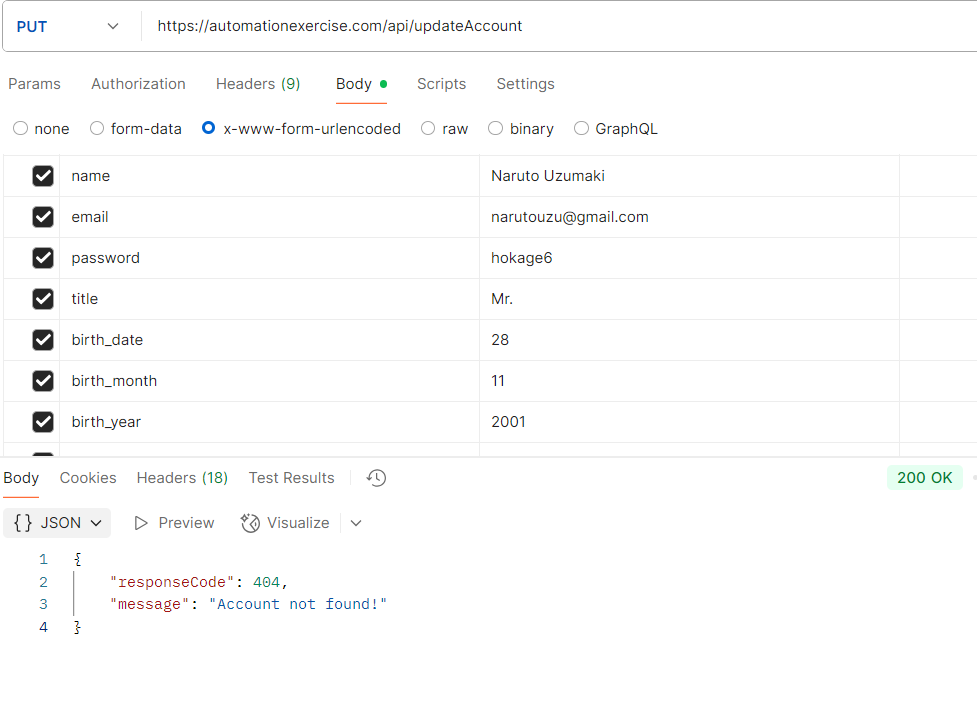 PUT https://automationexercise.com/api/updateAccount
Params Authorization Headers (9) Body Scripts Settings
none form-data x-www-form-urlencoded raw binary GraphQL
name Naruto Uzumaki
email narutouzu@gmail.com
password hokage6
title Mr.
birth_date 28
birth_month 11
birth_year 2001
Body Cookies Headers (18) Test Results 200 OK
{} JSON Preview Visualize
1 {
2 "responseCode": 404,
3 "message": "Account not found!"
4 }